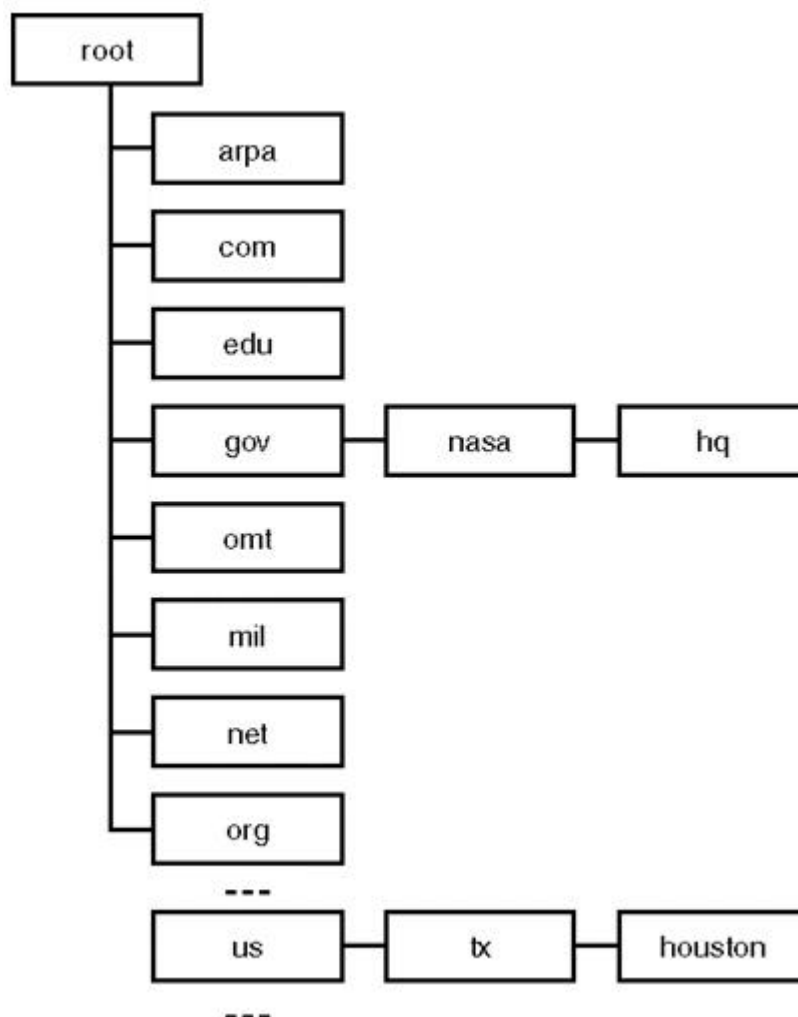 root
arpa
com
edu
gov nasa hq
omt
mil
net
org
---
us tx houston
---